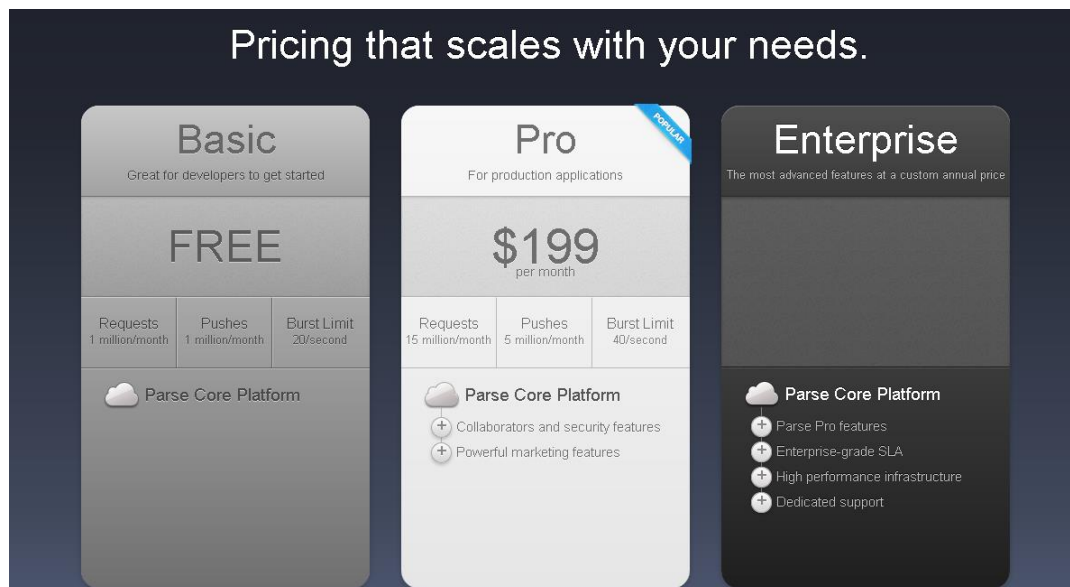 Pricing that scales with your needs.
Basic
Great for developers to get started
FREE
Requests
1 million/month
Pushes
1 million/month
Burst Limit
20/second
Parse Core Platform
POPULAR
Pro
For production applications
$199
per month
Requests
15 million/month
Pushes
5 million/month
Burst Limit
40/second
Parse Core Platform
+ Collaborators and security features
+ Powerful marketing features
Enterprise
The most advanced features at a custom annual price
Parse Core Platform
+ Parse Pro features
+ Enterprise-grade SLA
+ High performance infrastructure
+ Dedicated support